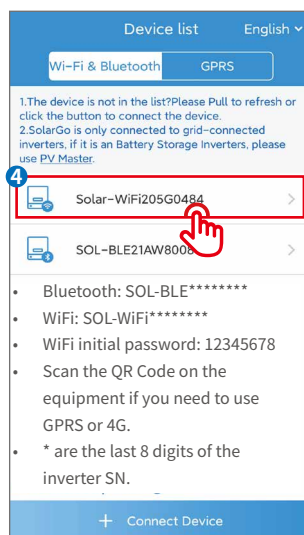 Device list
English
Wi-Fi & Bluetooth
GPRS
1.The device is not in the list?Please Pull to refresh or
click the button to connect the device.
2.SolarGo is only connected to grid-connected
inverters, if it is an Battery Storage Inverters, please
use PV Master.
4
Solar-WiFi205G0484
SOL-BLE21AW8008
• Bluetooth: SOL-BLE********
• WiFi: SOL-WiFi********
• WiFi initial password: 12345678
• Scan the QR Code on the
equipment if you need to use
GPRS or 4G.
• * are the last 8 digits of the
inverter SN.
+ Connect Device